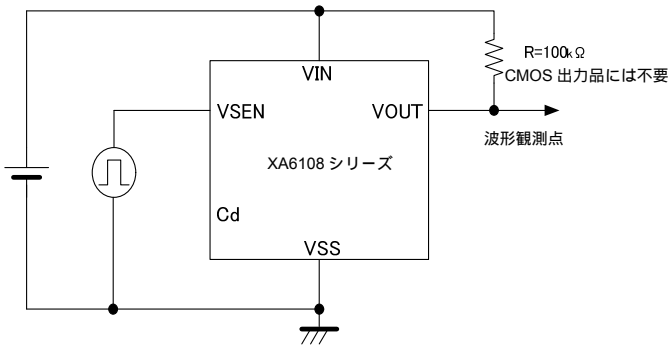 R=100kΩ
VIN
CMOS 出力品には不要
VSEN
VOUT
波形観測点
XA6108 シリーズ
Cd
VSS